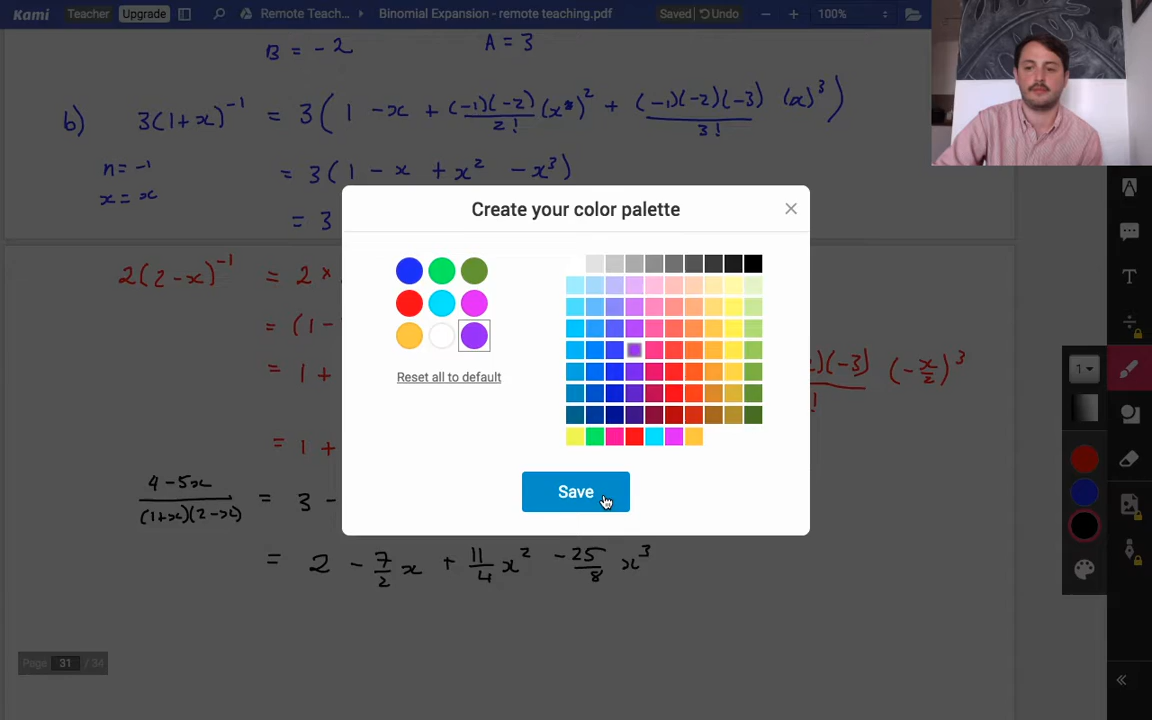 Kami Teacher Upgrade Remote Teach... Binomial Expansion - remote teaching.pdf Saved Undo 100%
B = -2 A = 3
b) 3(1+x)^-1 = 3(1 - x + (-1)(-2)/2! (x)^2 + (-1)(-2)(-3)/3! (x)^3)
n = -1 = 3(1 - x + x^2 - x^3)
x = x
= 3
Create your color palette
2(2-x)^-1 = 2 ×
= (1-
= 1 + )(-3) (-x/2)^3
Reset all to default
1
= 1 +
4-5x/(1+x)(2-x) = 3 -
Save
= 2 - 7/2 x + 11/4 x^2 - 25/8 x^3
Page 31 / 34